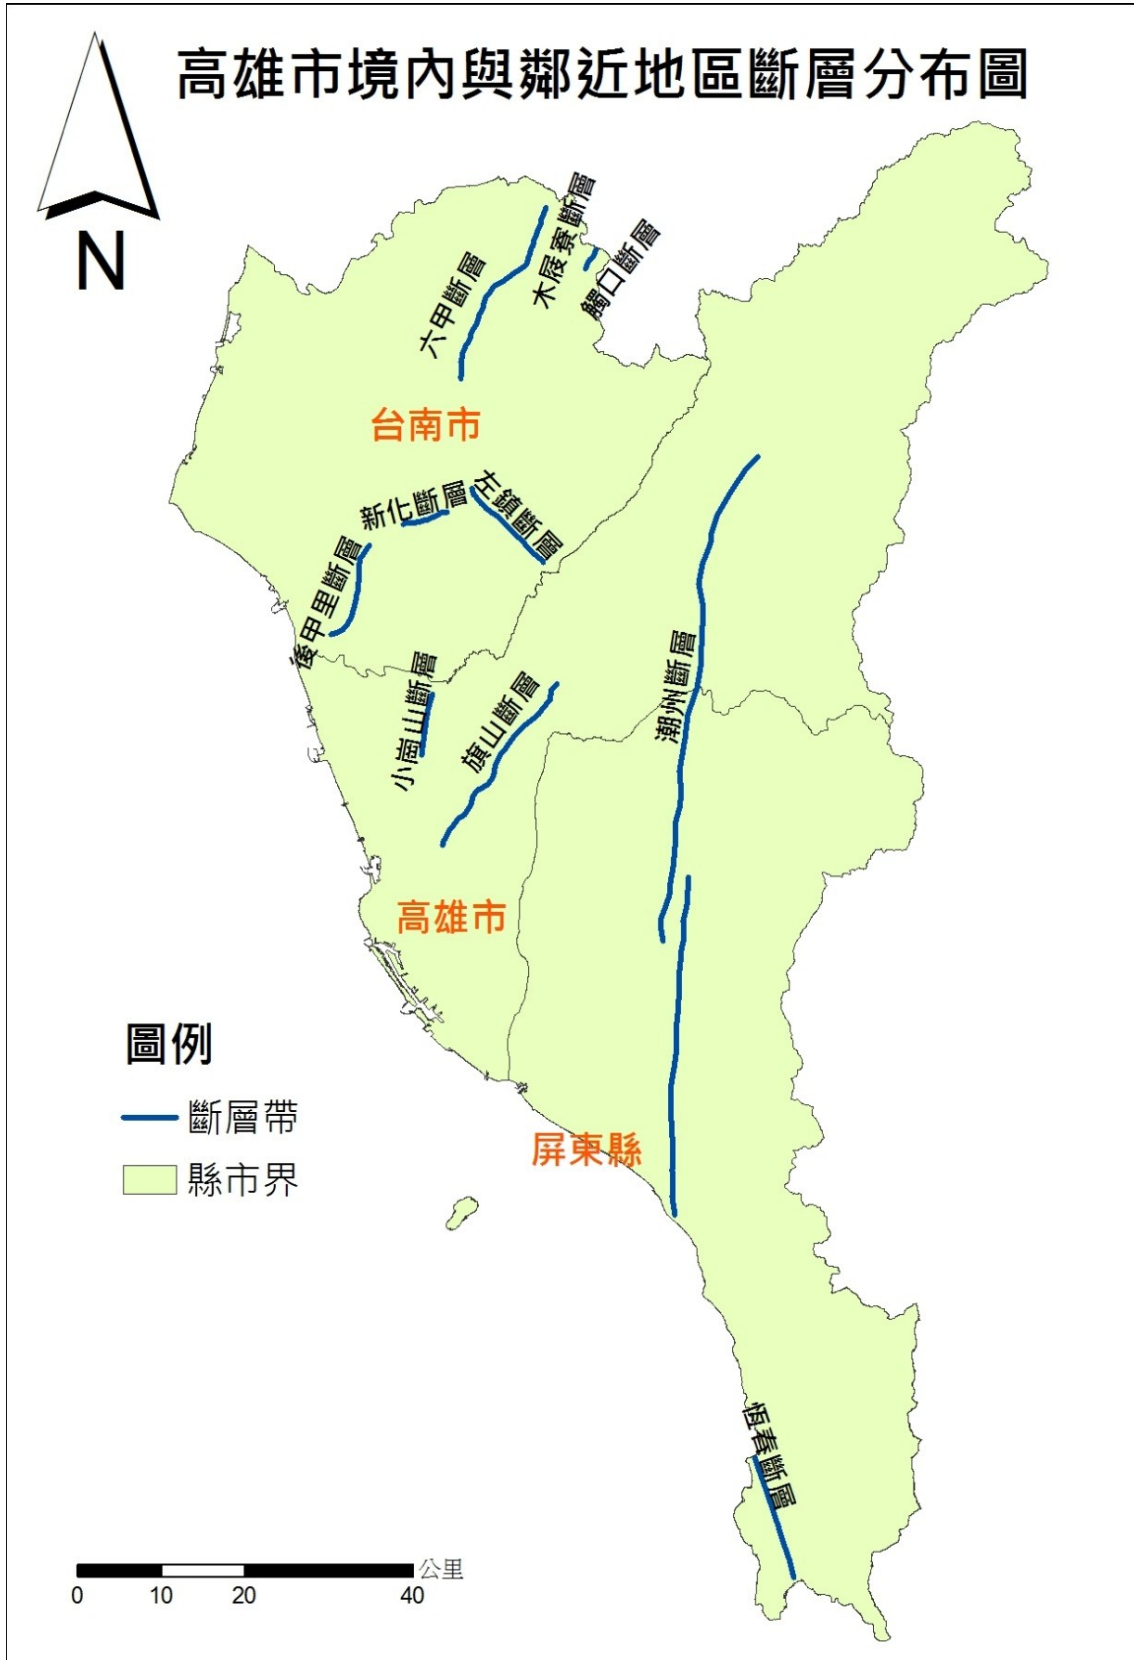 高雄市境內與鄰近地區斷層分布圖
N
木屐寮斷層
觸口斷層
六甲斷層
台南市
左鎮斷層
新化斷層
後甲里斷層
潮州斷層
小崗山斷層
旗山斷層
高雄市
圖例
斷層帶
縣市界
屏東縣
恆春斷層
公里
0 10 20 40